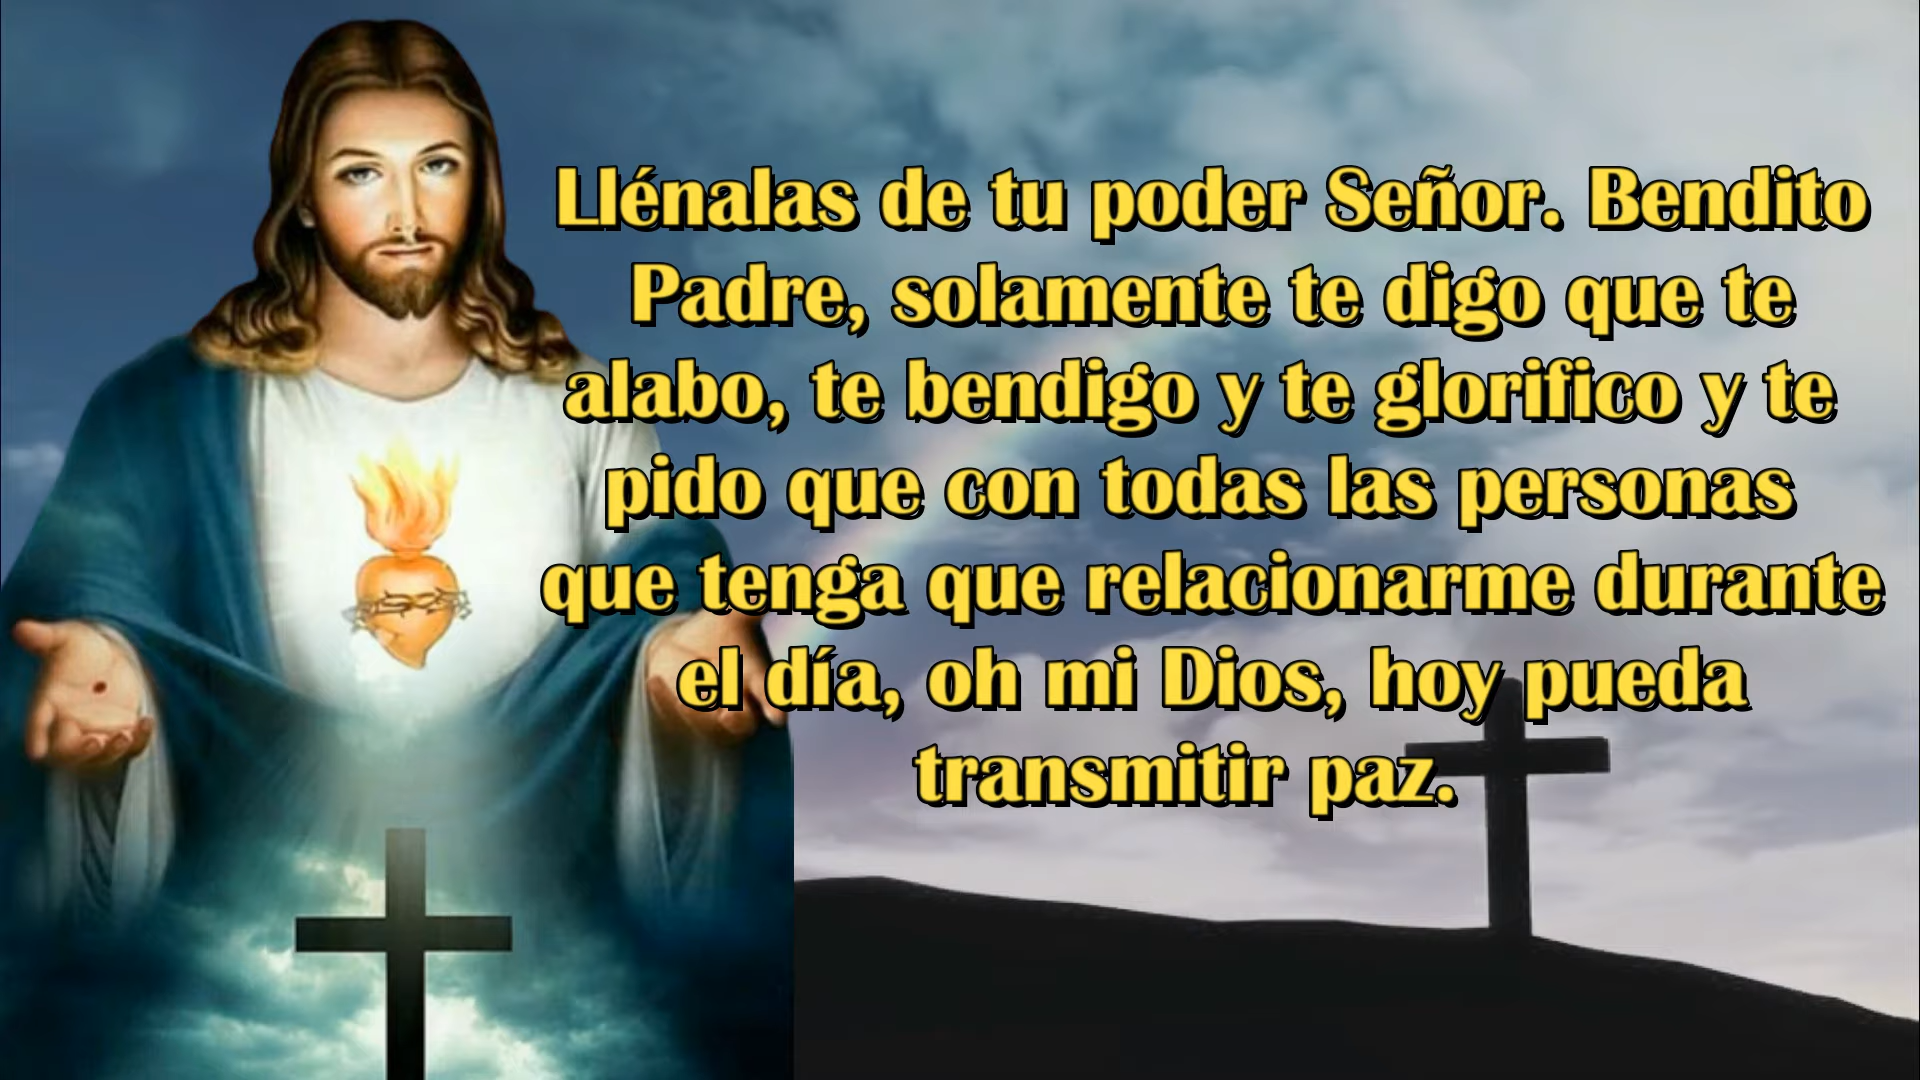 Llénalas de tu poder Señor. Bendito
Padre, solamente te digo que te
alabo, te bendigo y te glorifico y te
pido que con todas las personas
que tenga que relacionarme durante
el día, oh mi Dios, hoy pueda
transmitir paz.